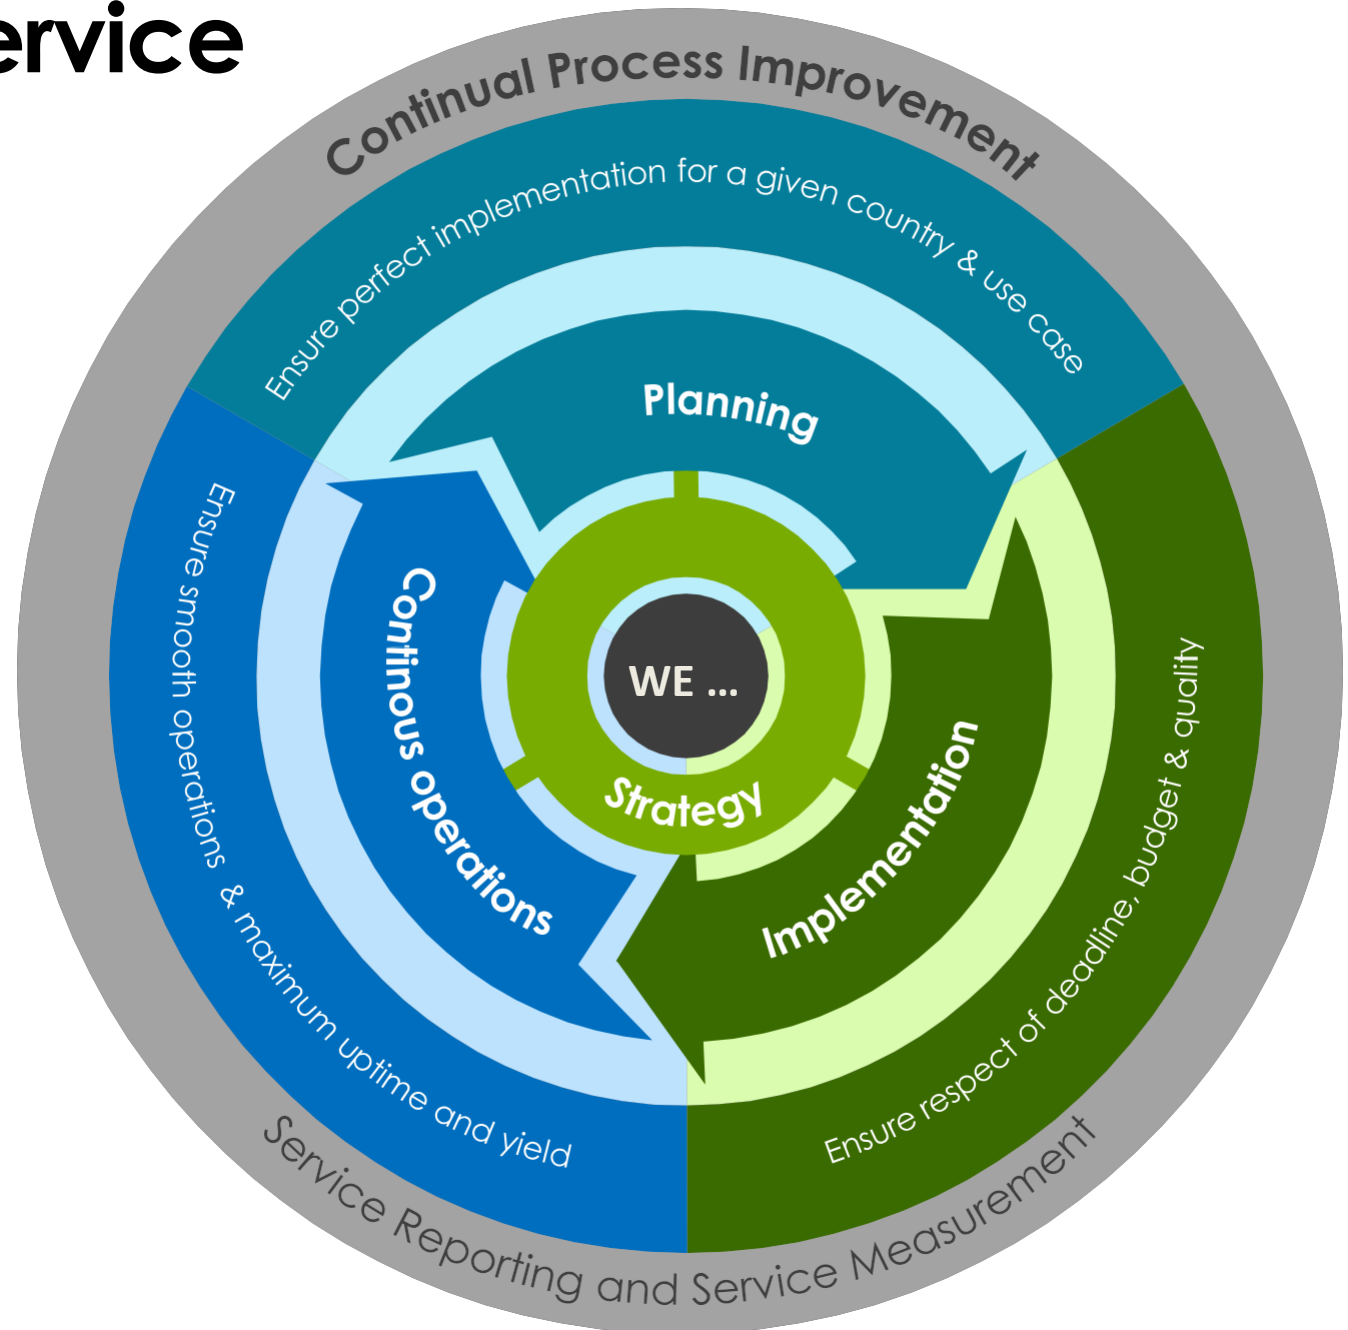 ervice
Continual Process Improvement
Ensure perfect implementation for a given country & use case
Planning
Ensure smooth operations & maximum uptime and yield
Continous operations
WE ...
Strategy
Implementation
Ensure respect of deadline, budget & quality
Service Reporting and Service Measurement